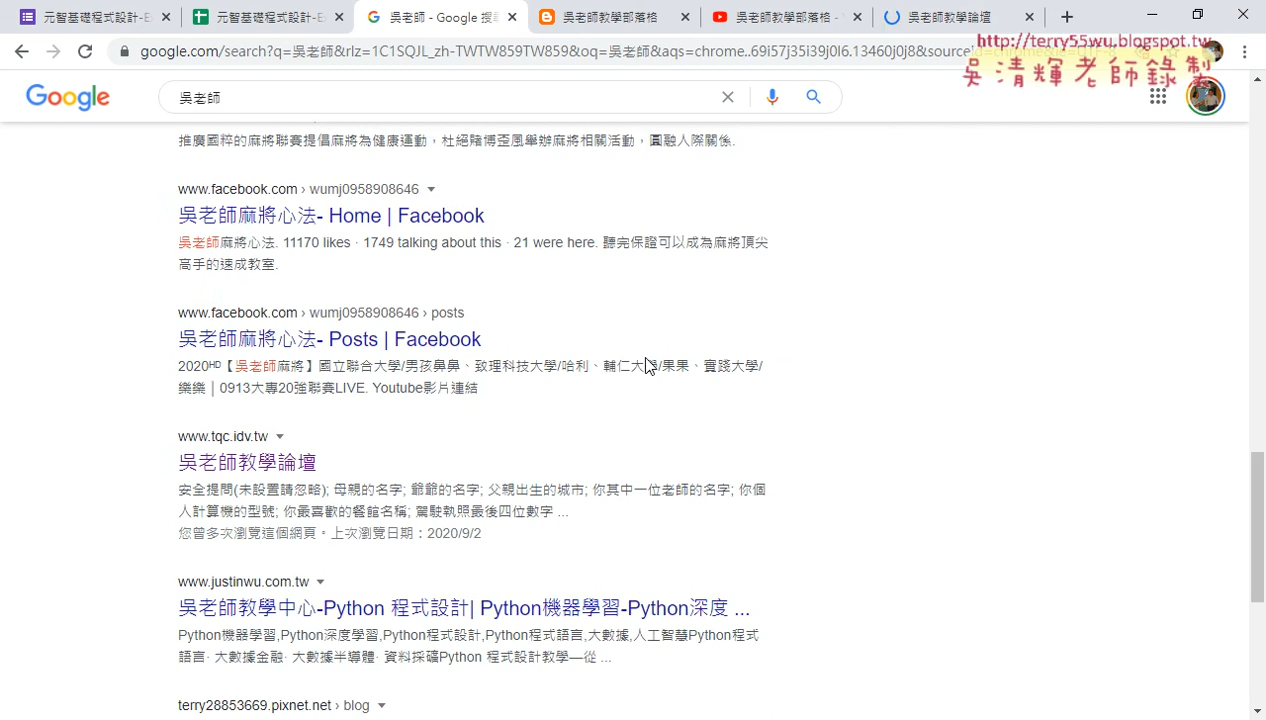 元智基礎程式設計-E
元智基礎程式設計-E
吳老師 - Google 搜尋
吳老師教學部落格
吳老師教學部落格 -
吳老師教學論壇
google.com/search?q=吳老師&rlz=1C1SQJL_zh-TWTW859TW859&oq=吳老師&aqs=chrome..69i57j35i39j0l6.13460j0j8&source
http://terry55wu.blogspot.tw
吳清輝老師錄製
Google
吳老師
推廣國粹的麻將聯賽提倡麻將為健康運動，杜絕賭博歪風舉辦麻將相關活動，圓融人際關係.
www.facebook.com › wumj0958908646
吳老師麻將心法- Home | Facebook
吳老師麻將心法. 11170 likes · 1749 talking about this · 21 were here. 聽完保證可以成為麻將頂尖
高手的速成教室.
www.facebook.com › wumj0958908646 › posts
吳老師麻將心法- Posts | Facebook
2020ᴴᴰ【吳老師麻將】國立聯合大學/男孩鼻鼻、致理科技大學/哈利、輔仁大學/果果、實踐大學/
樂樂｜0913大專20強聯賽LIVE. Youtube影片連結
www.tqc.idv.tw
吳老師教學論壇
安全提問(未設置請忽略); 母親的名字; 爺爺的名字; 父親出生的城市; 你其中一位老師的名字; 你個
人計算機的型號; 你最喜歡的餐館名稱; 駕駛執照最後四位數字 ...
您曾多次瀏覽這個網頁。上次瀏覽日期：2020/9/2
www.justinwu.com.tw
吳老師教學中心-Python 程式設計| Python機器學習-Python深度 ...
Python機器學習,Python深度學習,Python程式設計,Python程式語言,大數據,人工智慧Python程式
語言· 大數據金融· 大數據半導體· 資料採礦Python 程式設計教學—從 ...
terry28853669.pixnet.net › blog